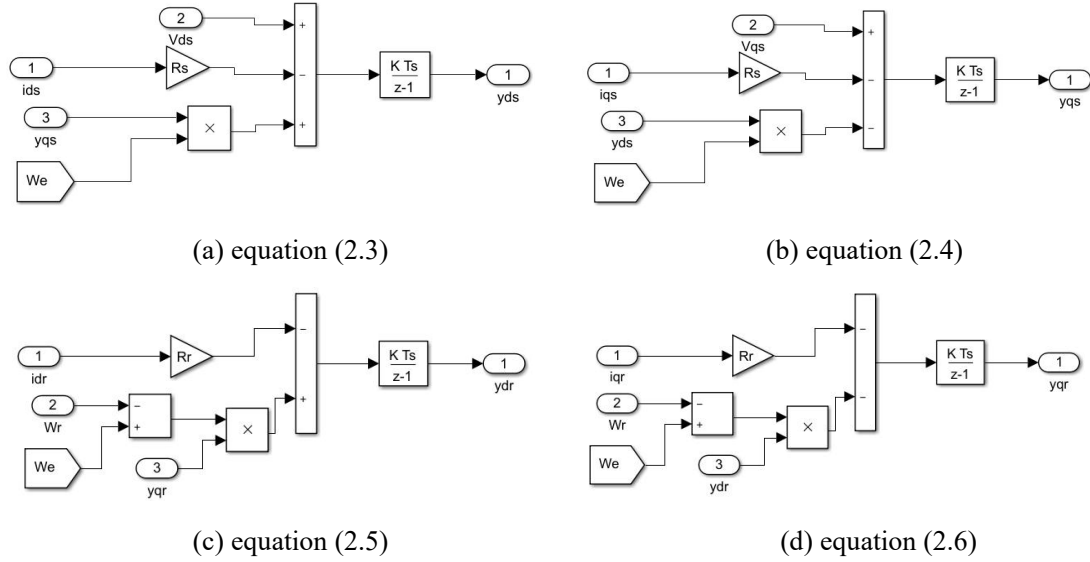 2
Vds
+
1
ids
Rs
−
K Ts
z-1
1
yds
3
yqs
×
+
We
(a) equation (2.3)
2
Vqs
+
1
iqs
Rs
−
K Ts
z-1
1
yqs
3
yds
×
−
We
(b) equation (2.4)
1
idr
Rr
−
K Ts
z-1
1
ydr
2
Wr
−
+
×
+
We
3
yqr
(c) equation (2.5)
1
iqr
Rr
−
K Ts
z-1
1
yqr
2
Wr
−
+
×
−
We
3
ydr
(d) equation (2.6)